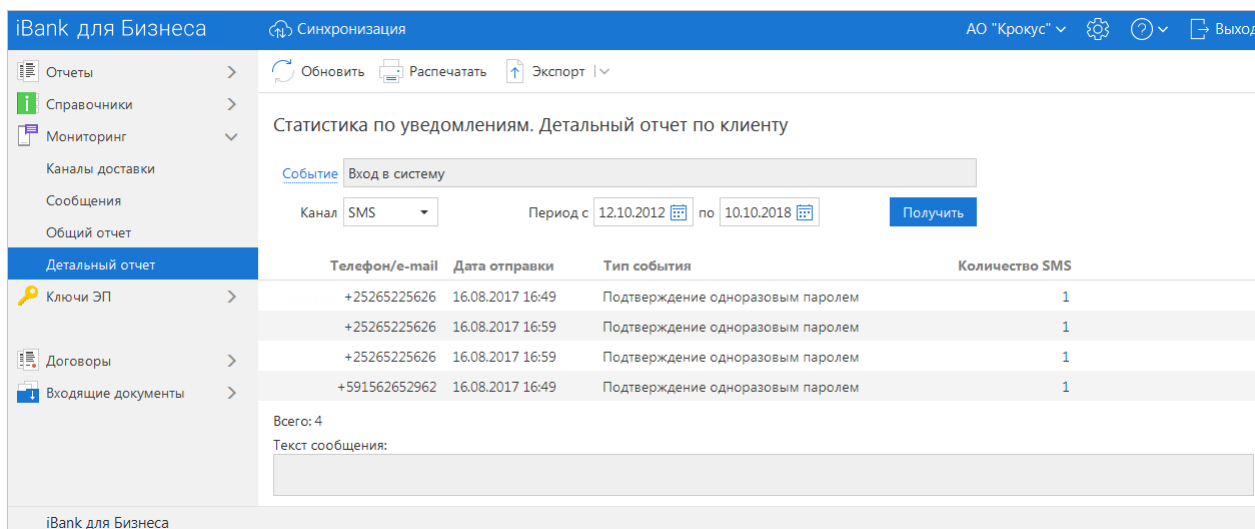 iBank для Бизнеса
Синхронизация
АО "Крокус"
Выход
Отчеты
Справочники
Мониторинг
Каналы доставки
Сообщения
Общий отчет
Детальный отчет
Ключи ЭП
Договоры
Входящие документы
Обновить Распечатать Экспорт
Статистика по уведомлениям. Детальный отчет по клиенту
Событие Вход в систему
Канал SMS Период с 12.10.2012 по 10.10.2018 Получить
Телефон/e-mail Дата отправки Тип события Количество SMS
+25265225626 16.08.2017 16:49 Подтверждение одноразовым паролем 1
+25265225626 16.08.2017 16:59 Подтверждение одноразовым паролем 1
+25265225626 16.08.2017 16:59 Подтверждение одноразовым паролем 1
+591562652962 16.08.2017 16:49 Подтверждение одноразовым паролем 1
Всего: 4
Текст сообщения:
iBank для Бизнеса